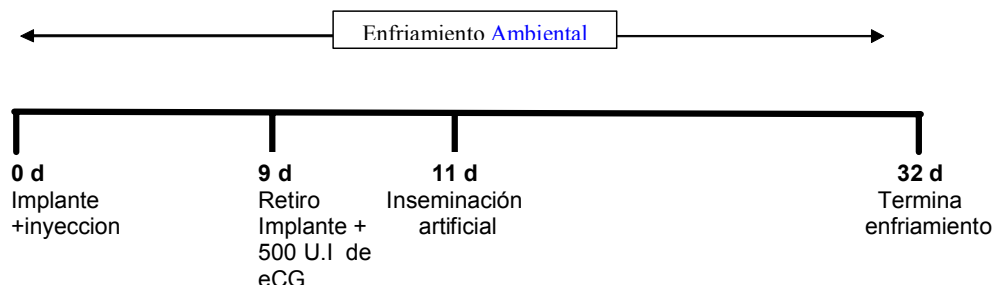 Enfriamiento Ambiental
0 d
Implante
+inyeccion
9 d
Retiro
Implante +
500 U.I de
eCG
11 d
Inseminación
artificial
32 d
Termina
enfriamiento